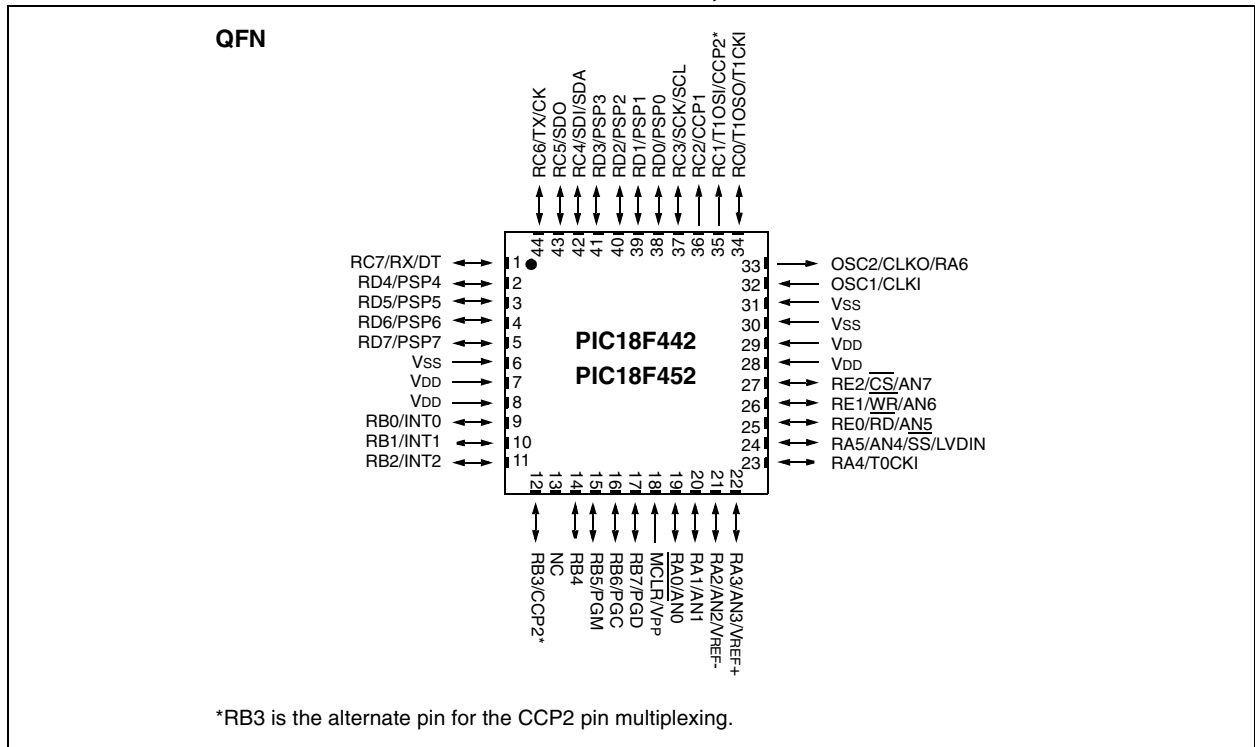 QFN
RC6/TX/CK
RC5/SDO
RC4/SDI/SDA
RD3/PSP3
RD2/PSP2
RD1/PSP1
RD0/PSP0
RC3/SCK/SCL
RC2/CCP1
RC1/T1OSI/CCP2*
RC0/T1OSO/T1CKI
44
43
42
41
40
39
38
37
36
35
34
RC7/RX/DT 1
RD4/PSP4 2
RD5/PSP5 3
RD6/PSP6 4
RD7/PSP7 5
VSS 6
VDD 7
VDD 8
RB0/INT0 9
RB1/INT1 10
RB2/INT2 11
PIC18F442
PIC18F452
33 OSC2/CLKO/RA6
32 OSC1/CLKI
31 VSS
30 VSS
29 VDD
28 VDD
27 RE2/CS/AN7
26 RE1/WR/AN6
25 RE0/RD/AN5
24 RA5/AN4/SS/LVDIN
23 RA4/T0CKI
12
13
14
15
16
17
18
19
20
21
22
RB3/CCP2*
NC
RB4
RB5/PGM
RB6/PGC
RB7/PGD
MCLR/VPP
RA0/AN0
RA1/AN1
RA2/AN2/VREF-
RA3/AN3/VREF+
*RB3 is the alternate pin for the CCP2 pin multiplexing.